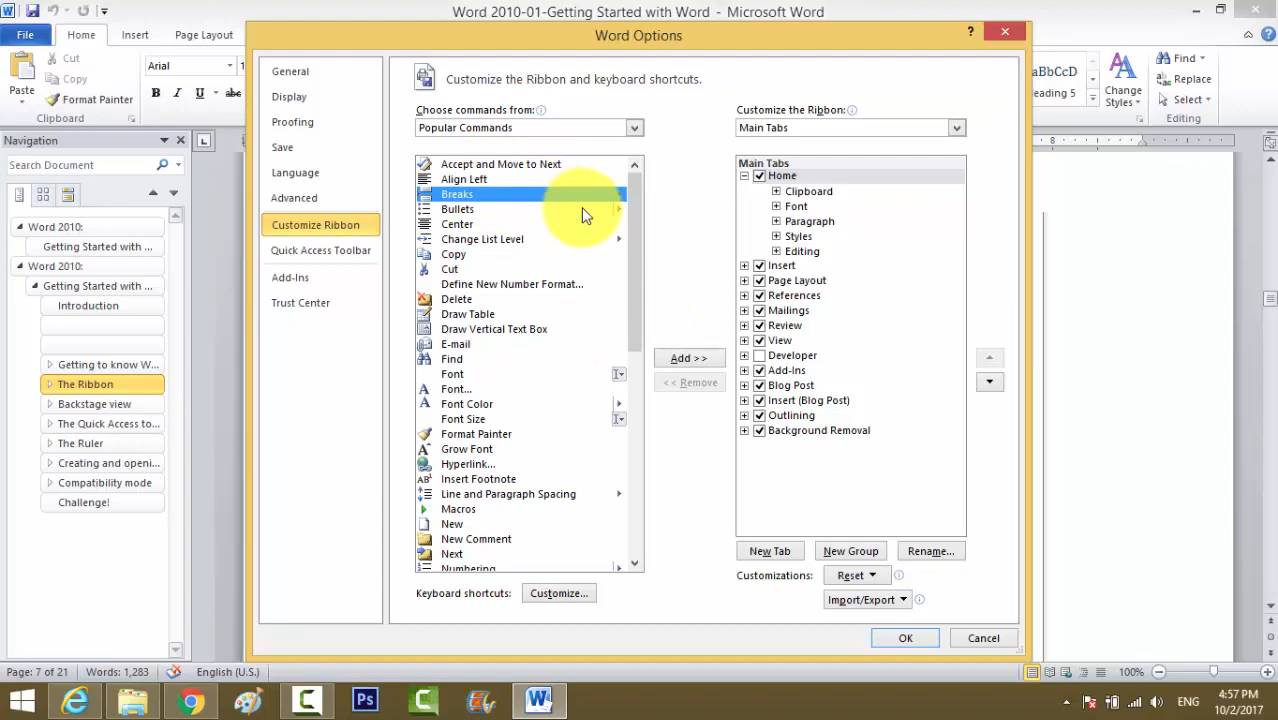 Word 2010-01-Getting Started with Word - Microsoft Word
File
Home
Insert
Page Layout
Cut
Copy
Format Painter
Paste
Clipboard
Arial
1
B I U abc
Heading 5
Change Styles
Find
Replace
Select
Editing
Navigation
Search Document
Word 2010:
Getting Started with ...
Word 2010:
Getting Started with ...
Introduction
Getting to know W...
The Ribbon
Backstage view
The Quick Access to...
The Ruler
Creating and openi...
Compatibility mode
Challenge!
Word Options
General
Display
Proofing
Save
Language
Advanced
Customize Ribbon
Quick Access Toolbar
Add-Ins
Trust Center
Customize the Ribbon and keyboard shortcuts.
Choose commands from:
Popular Commands
Accept and Move to Next
Align Left
Breaks
Bullets
Center
Change List Level
Copy
Cut
Define New Number Format...
Delete
Draw Table
Draw Vertical Text Box
E-mail
Find
Font
Font...
Font Color
Font Size
Format Painter
Grow Font
Hyperlink...
Insert Footnote
Line and Paragraph Spacing
Macros
New
New Comment
Next
Numbering
Keyboard shortcuts:
Customize...
Add >>
<< Remove
Customize the Ribbon:
Main Tabs
Main Tabs
Home
Clipboard
Font
Paragraph
Styles
Editing
Insert
Page Layout
References
Mailings
Review
View
Developer
Add-Ins
Blog Post
Insert (Blog Post)
Outlining
Background Removal
New Tab
New Group
Rename...
Customizations:
Reset
Import/Export
OK
Cancel
Page: 7 of 21
Words: 1,283
English (U.S.)
100%
Ps
ENG
4:57 PM
10/2/2017